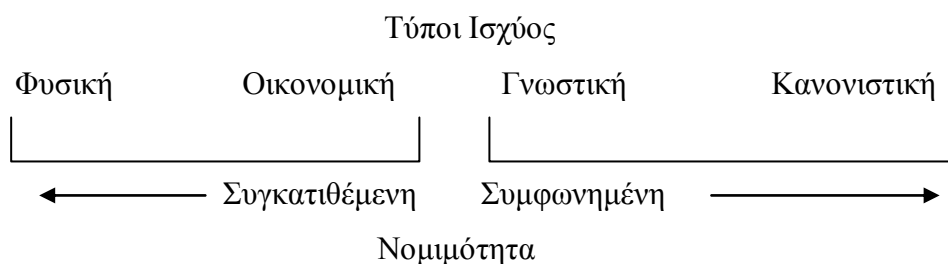 Τύποι Ισχύος
Φυσική Οικονομική Γνωστική Κανονιστική
Συγκατιθέμενη Συμφωνημένη
Νομιμότητα